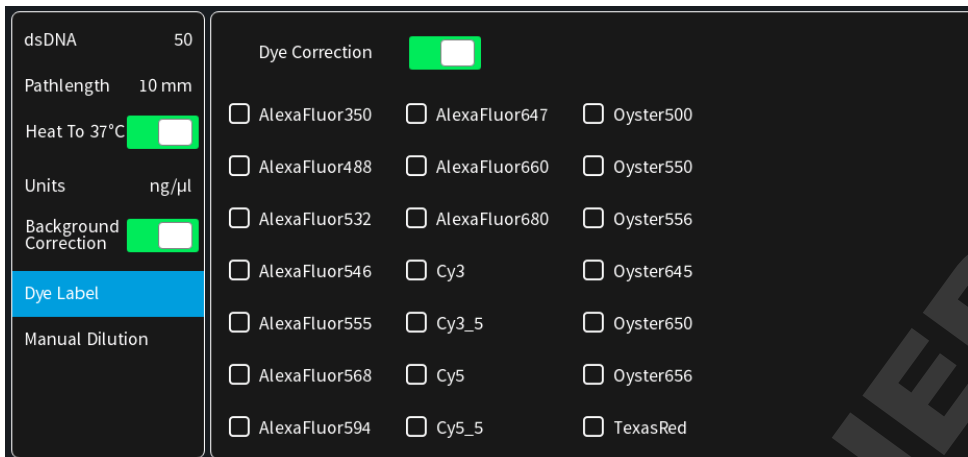 dsDNA 50
Pathlength 10 mm
Heat To 37°C
Units ng/µl
Background
Correction
Dye Label
Manual Dilution
Dye Correction
AlexaFluor350 AlexaFluor647 Oyster500
AlexaFluor488 AlexaFluor660 Oyster550
AlexaFluor532 AlexaFluor680 Oyster556
AlexaFluor546 Cy3 Oyster645
AlexaFluor555 Cy3_5 Oyster650
AlexaFluor568 Cy5 Oyster656
AlexaFluor594 Cy5_5 TexasRed